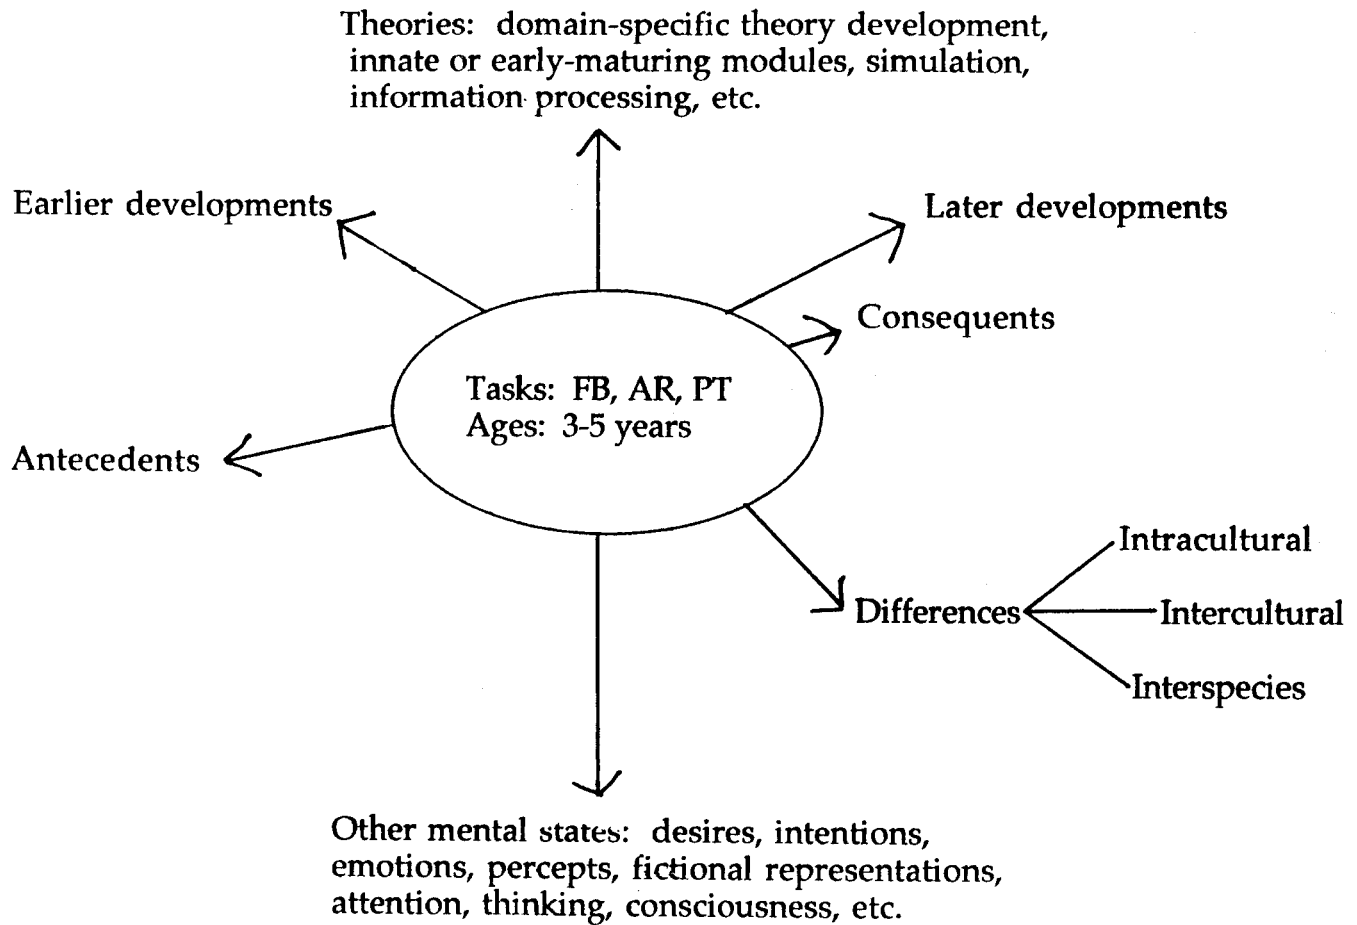 Theories: domain-specific theory development,
innate or early-maturing modules, simulation,
information processing, etc.
Earlier developments
Later developments
Consequents
Tasks: FB, AR, PT
Ages: 3-5 years
Antecedents
Intracultural
Differences
Intercultural
Interspecies
Other mental states: desires, intentions,
emotions, percepts, fictional representations,
attention, thinking, consciousness, etc.